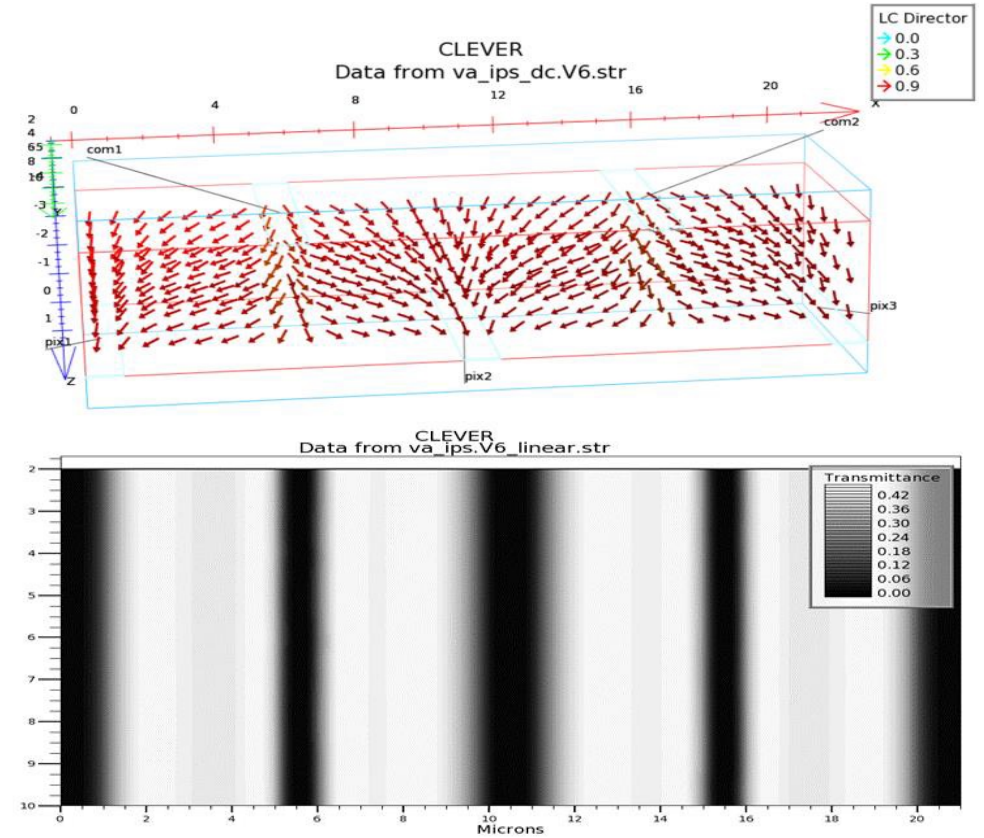 LC Director
0.0
0.3
0.6
0.9
CLEVER
Data from va_ips_dc.V6.str
0 4 8 12 16 20
X
com1
com2
2
4
8
-3
Y
-2
-1
0
1
pix1
pix2
pix3
Z
CLEVER
Data from va_ips.V6_linear.str
Transmittance
0.42
0.36
0.30
0.24
0.18
0.12
0.06
0.00
2
3
4
5
6
7
8
9
10
0 2 4 6 8 10 12 14 16 18 20
Microns